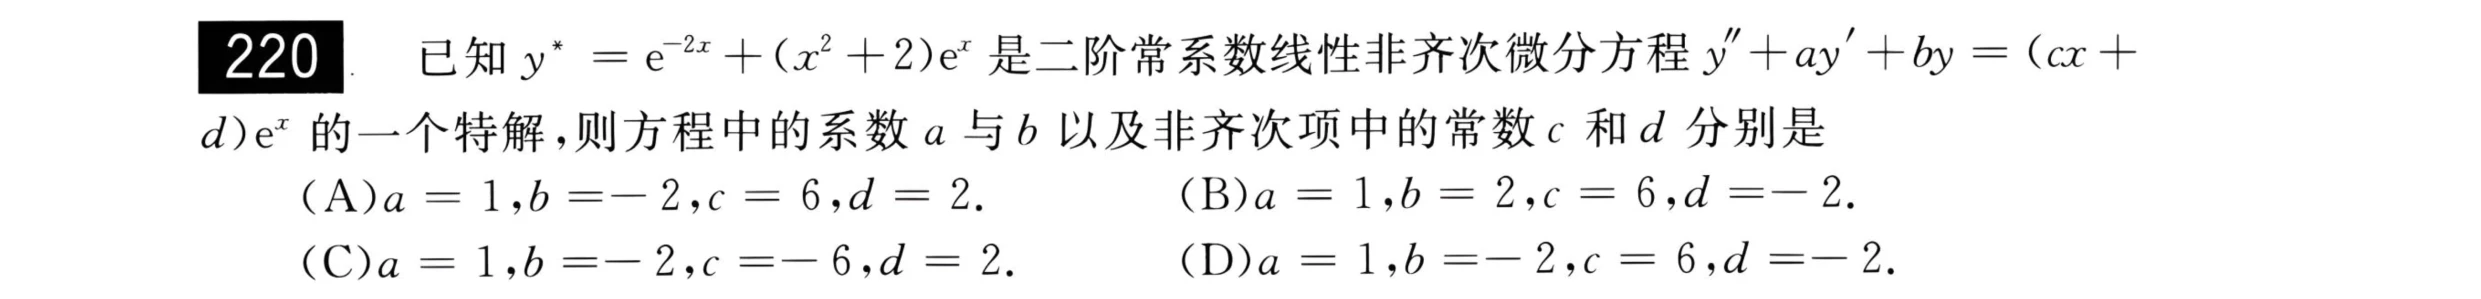 220 已知 y* = e⁻²ˣ + (x² + 2)eˣ 是二阶常系数线性非齐次微分方程 y″ + ay′ + by = (cx +
d)eˣ 的一个特解,则方程中的系数 a 与 b 以及非齐次项中的常数 c 和 d 分别是
(A)a = 1,b =− 2,c = 6,d = 2. (B)a = 1,b = 2,c = 6,d =− 2.
(C)a = 1,b =− 2,c =− 6,d = 2. (D)a = 1,b =− 2,c = 6,d =− 2.